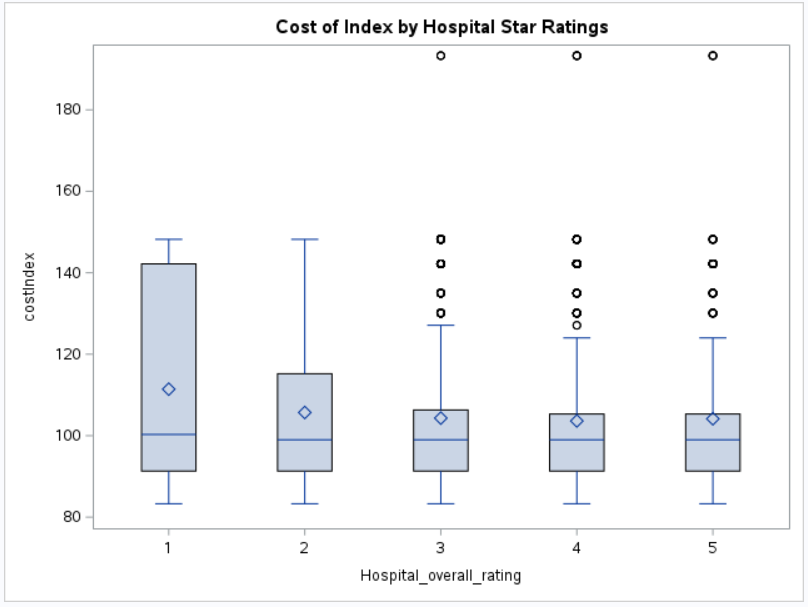 Cost of Index by Hospital Star Ratings
180
160
140
120
100
80
costIndex
1 2 3 4 5
Hospital_overall_rating